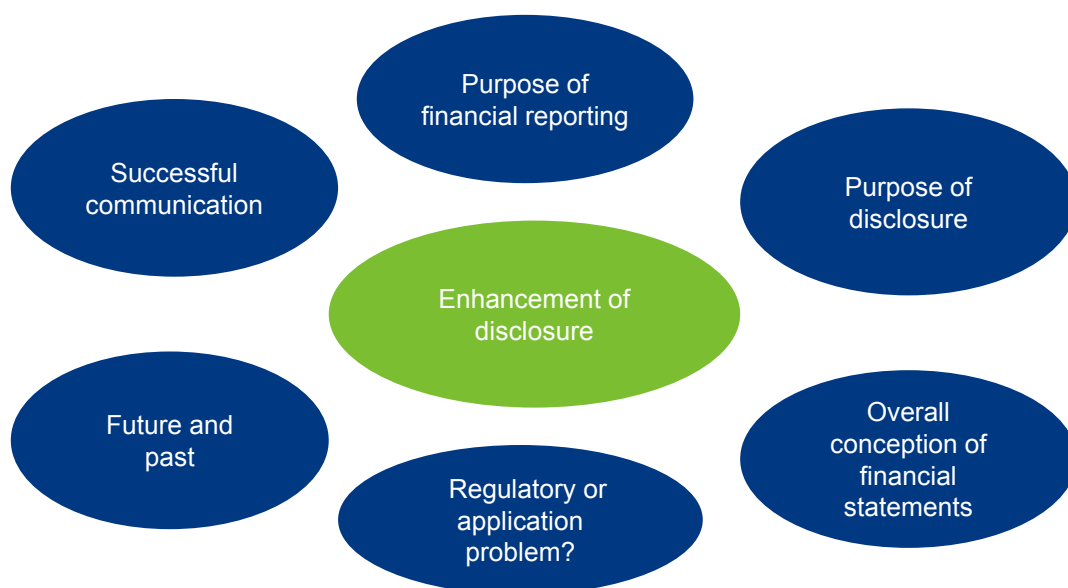 Purpose of
financial reporting
Successful
communication
Purpose of
disclosure
Enhancement of
disclosure
Future and
past
Overall
conception of
financial
statements
Regulatory or
application
problem?